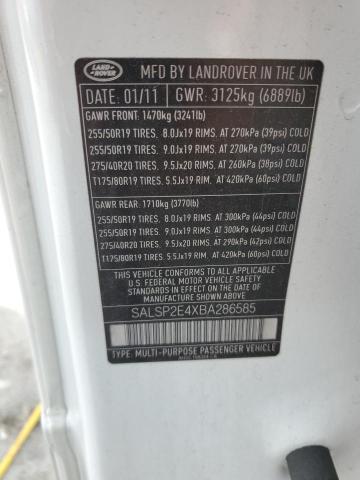 LAND-
ROVER
MFD BY LANDROVER IN THE UK
DATE: 01/11 GWR: 3125kg (6889lb)
GAWR FRONT: 1470kg (3241lb)
255/50R19 TIRES, 8.0Jx19 RIMS, AT 270kPa (39psi) COLD
255/50R19 TIRES, 9.0Jx19 RIMS, AT 270kPa (39psi) COLD
275/40R20 TIRES, 9.5Jx20 RIMS, AT 260kPa (38psi) COLD
T175/80R19 TIRES, 5.5Jx19 RIM, AT 420kPa (60psi) COLD
GAWR REAR: 1710kg (3770lb)
255/50R19 TIRES, 8.0Jx19 RIMS, AT 300kPa (44psi) COLD
255/50R19 TIRES, 9.0Jx19 RIMS, AT 300kPa (44psi) COLD
275/40R20 TIRES, 9.5Jx20 RIMS, AT 290kPa (42psi) COLD
T175/80R19 TIRES, 5.5Jx19 RIM, AT 420kPa (60psi) COLD
THIS VEHICLE CONFORMS TO ALL APPLICABLE
U.S. FEDERAL MOTOR VEHICLE SAFETY
AND THEFT PREVENTION STANDARDS IN EFFECT ON
THE DATE OF MANUFACTURE SHOWN ABOVE
SALSP2E4XBA286585
TYPE: MULTI-PURPOSE PASSENGER VEHICLE